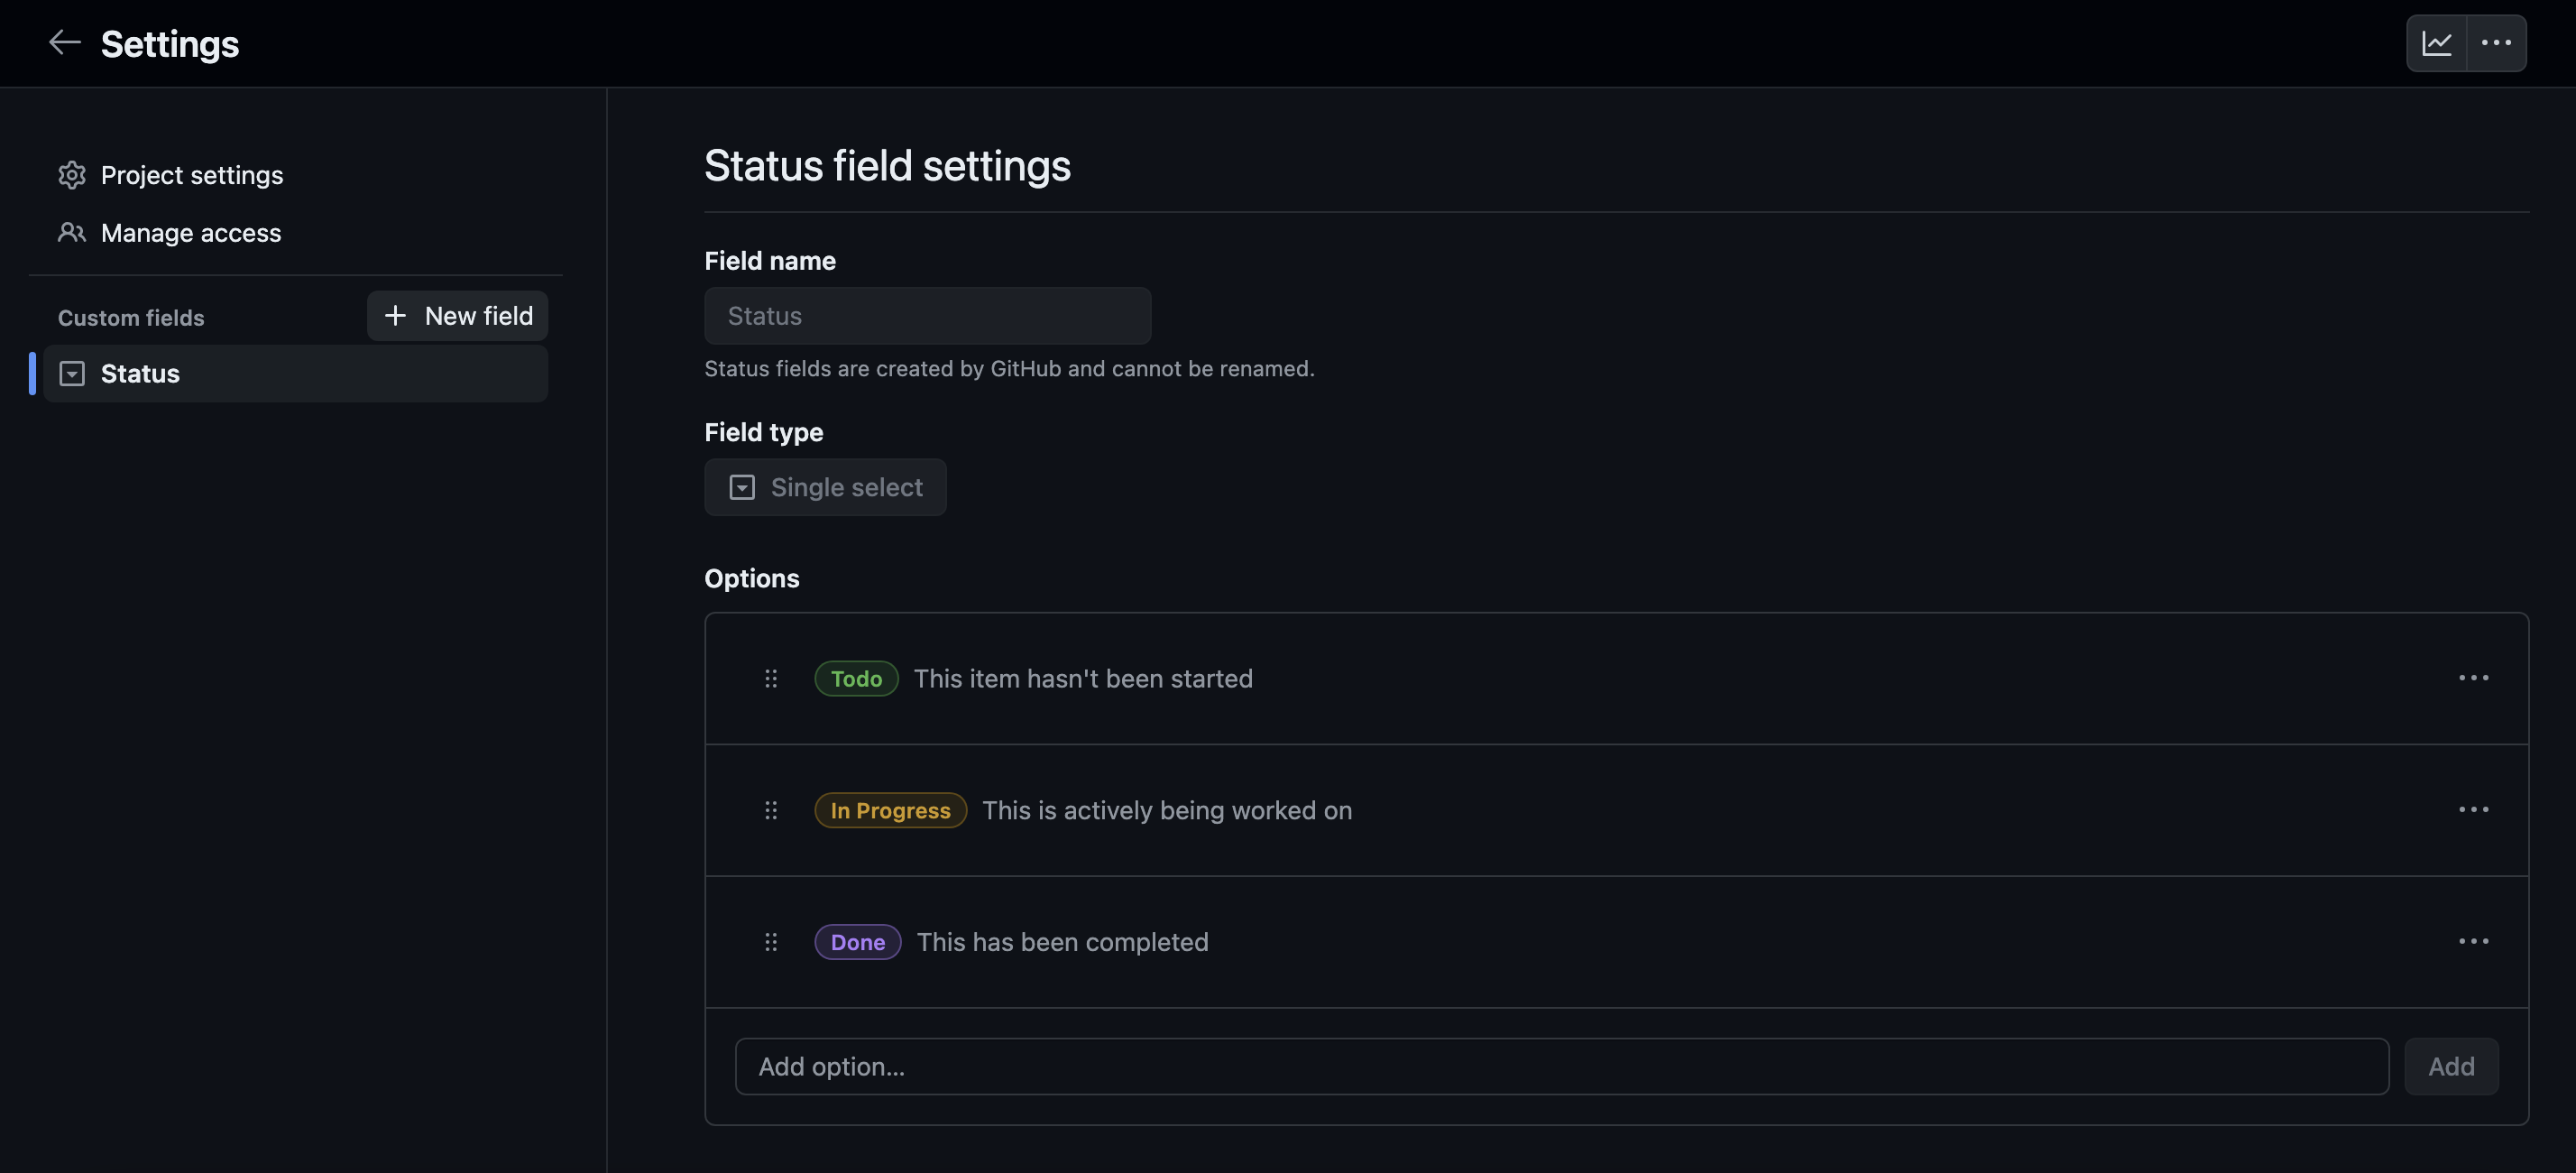 Settings
Project settings
Manage access
Custom fields
New field
Status
Status field settings
Field name
Status
Status fields are created by GitHub and cannot be renamed.
Field type
Single select
Options
Todo This item hasn't been started
In Progress This is actively being worked on
Done This has been completed
Add option...
Add